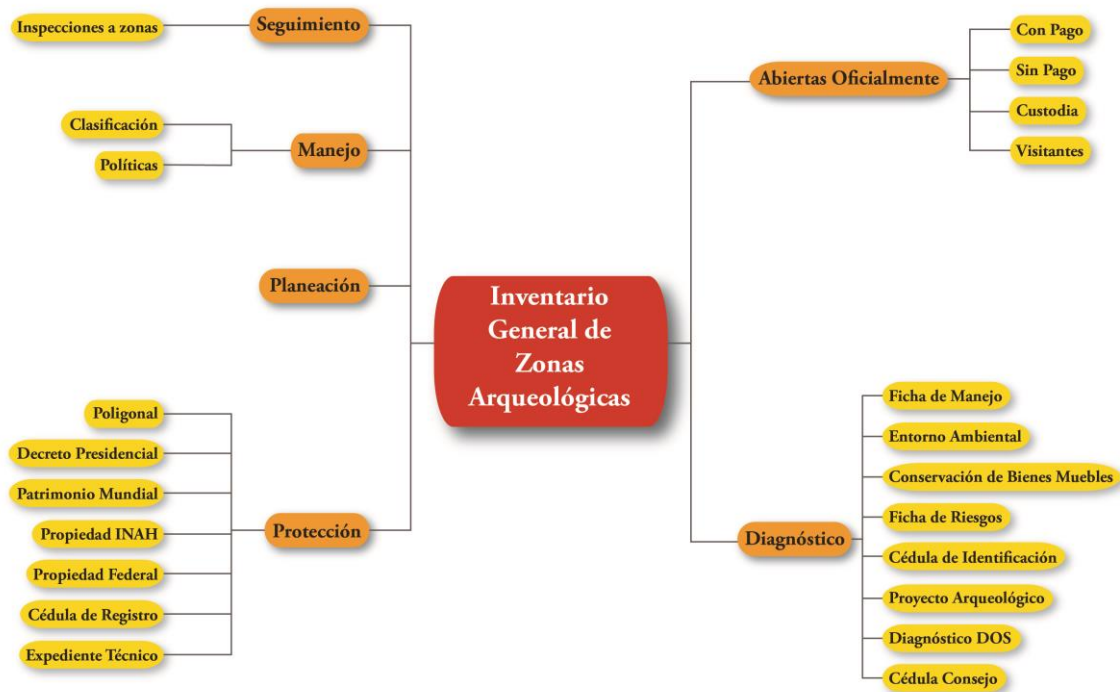 Inspecciones a zonas
Seguimiento
Clasificación
Políticas
Manejo
Planeación
Poligonal
Decreto Presidencial
Patrimonio Mundial
Propiedad INAH
Propiedad Federal
Cédula de Registro
Expediente Técnico
Protección
Inventario
General de
Zonas
Arqueológicas
Abiertas Oficialmente
Con Pago
Sin Pago
Custodia
Visitantes
Diagnóstico
Ficha de Manejo
Entorno Ambiental
Conservación de Bienes Muebles
Ficha de Riesgos
Cédula de Identificación
Proyecto Arqueológico
Diagnóstico DOS
Cédula Consejo